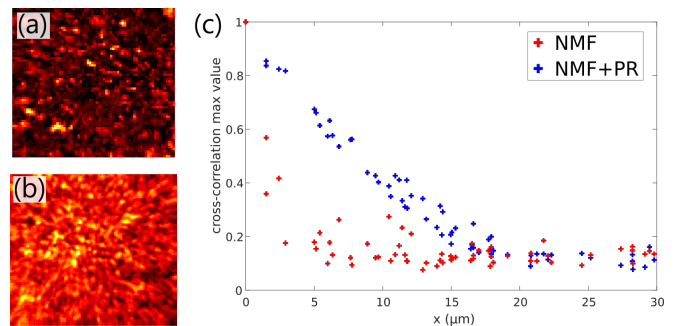 (a)
(b)
(c)
cross-correlation max value
1
0.8
0.6
0.4
0.2
0
0
5
10
15
20
25
30
x (μm)
NMF
NMF+PR